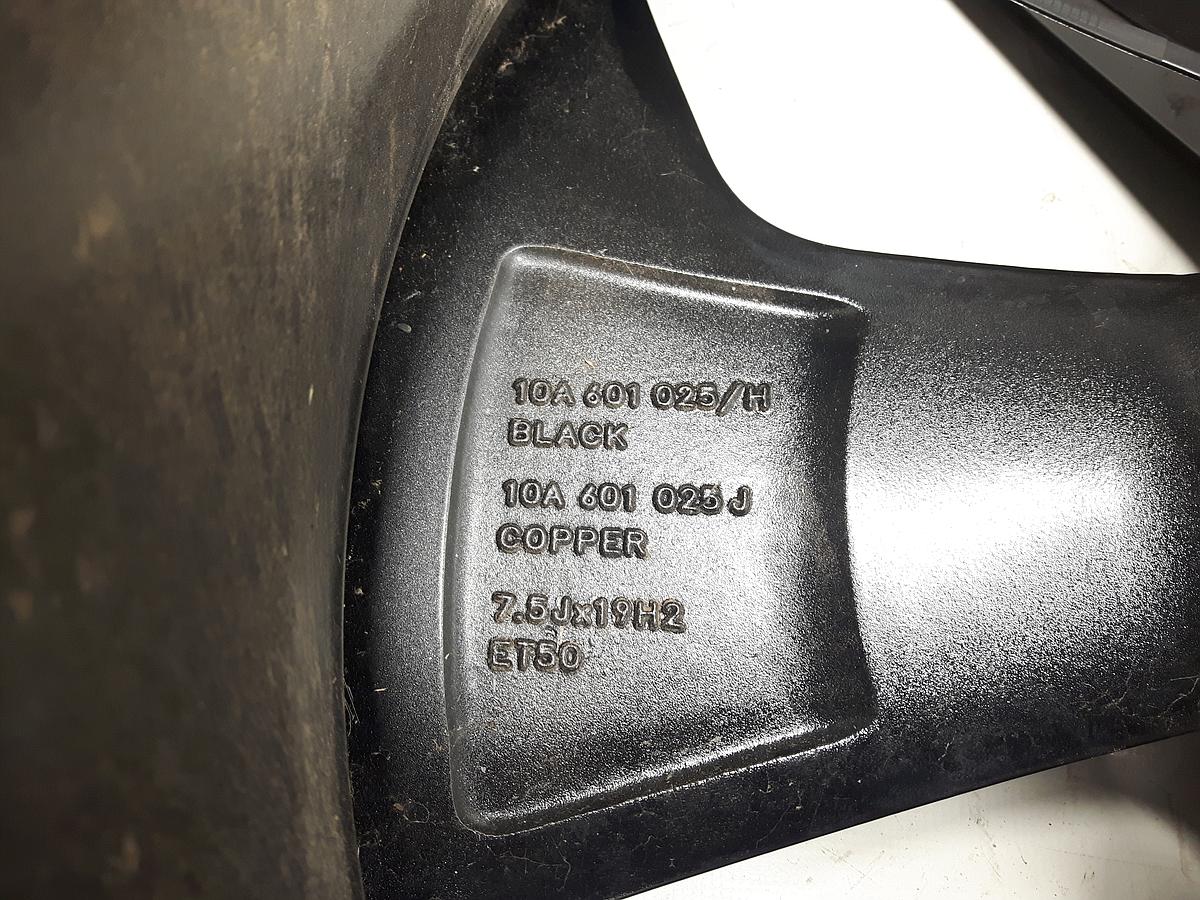 10A 601 025/H
BLACK
10A 601 025 J
COPPER
7.5Jx19H2
ET50